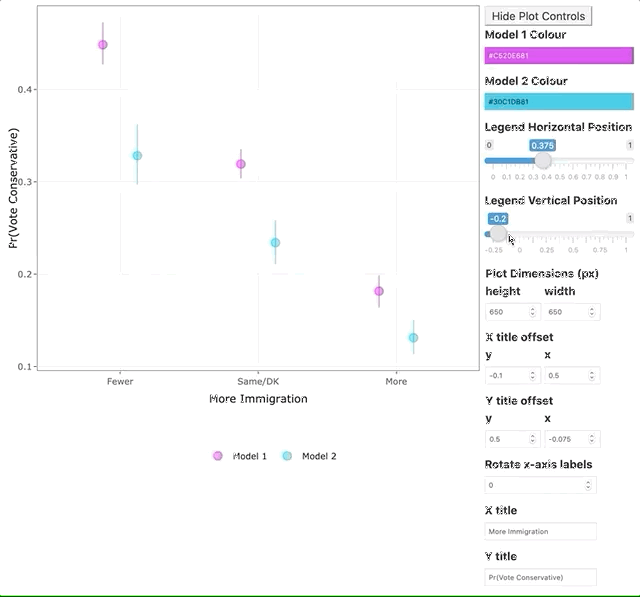 Hide Plot Controls
Model 1 Colour
#C520E681
Model 2 Colour
#30C1DB81
Legend Horizontal Position
0 0.375 1
0 0.1 0.2 0.3 0.4 0.5 0.6 0.7 0.8 0.9 1
Legend Vertical Position
-0.2 1
-0.25 0 0.25 0.5 0.75 1
Plot Dimensions (px)
height width
650 650
X title offset
y x
-0.1 0.5
Y title offset
y x
0.5 -0.075
Rotate x-axis labels
0
X title
More Immigration
Y title
Pr(Vote Conservative)
Pr(Vote Conservative)
0.4
0.3
0.2
0.1
Fewer Same/DK More
More Immigration
Model 1 Model 2